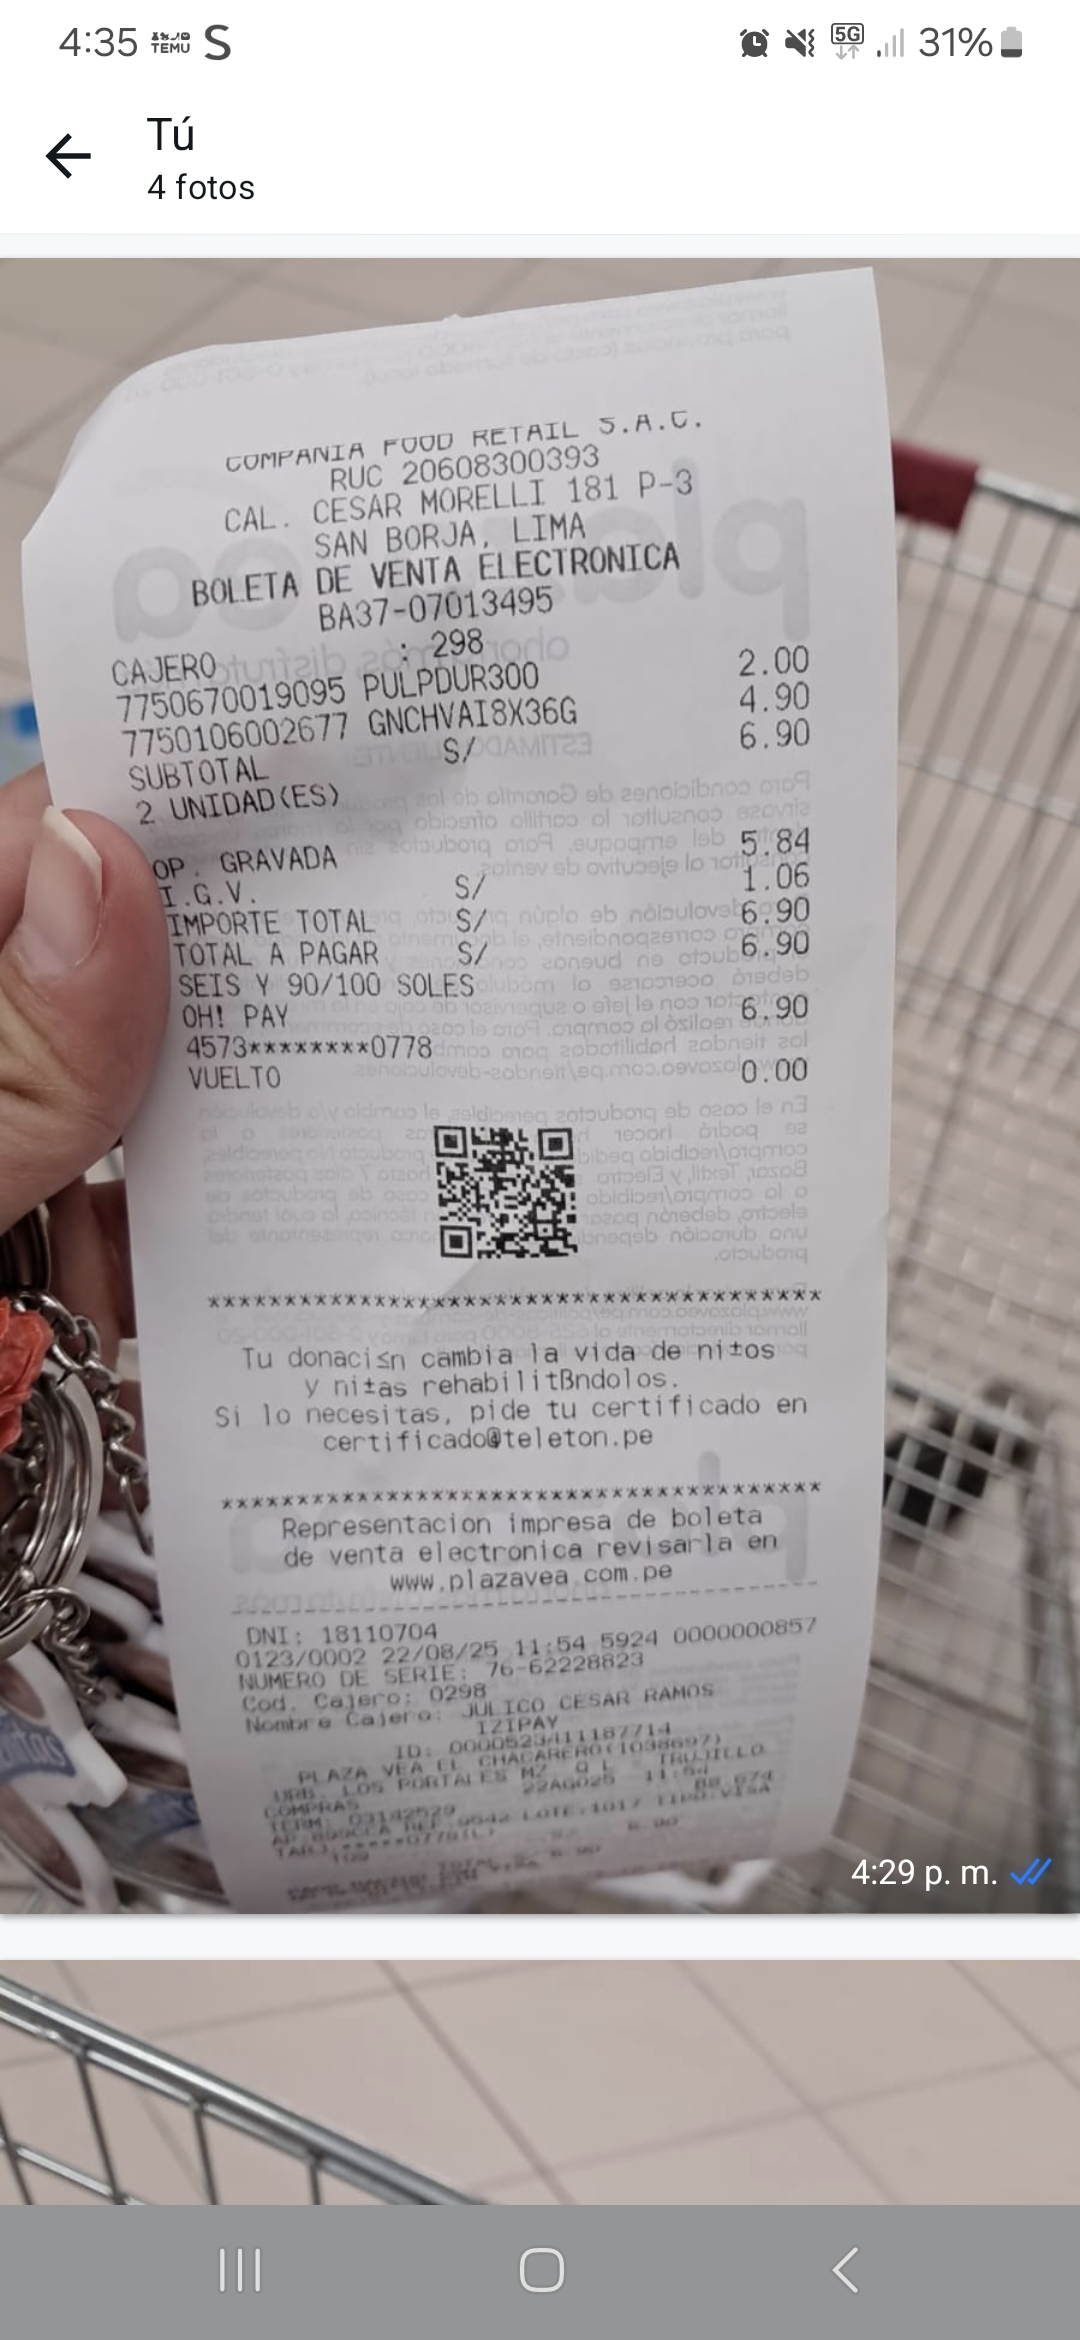 4:35 TEMU S 5G 31%
Tú
4 fotos
COMPANIA FOOD RETAIL S.A.C.
RUC 20608300393
CAL. CESAR MORELLI 181 P-3
SAN BORJA, LIMA
BOLETA DE VENTA ELECTRONICA
BA37-07013495
CAJERO : 298
7750670019095 PULPDUR300 2.00
7750106002677 GNCHVAI8X36G 4.90
SUBTOTAL S/ 6.90
2 UNIDAD(ES)
OP. GRAVADA 5.84
I.G.V. S/ 1.06
IMPORTE TOTAL S/ 6.90
TOTAL A PAGAR S/ 6.90
SEIS Y 90/100 SOLES
OH! PAY 6.90
4573********0778
VUELTO 0.00
Tu donaci≤n cambia la vida de ni±os
y ni±as rehabilitßndolos.
Si lo necesitas, pide tu certificado en
certificado@teleton.pe
Representacion impresa de boleta
de venta electronica revisarla en
www.plazavea.com.pe
DNI: 18110704
0123/0002 22/08/25 11:54 5924 0000000857
NUMERO DE SERIE: 76-62228823
Cod. Cajero: 0298
Nombre Cajero: JULICO CESAR RAMOS
IZIPAY
ID: 0000523411187714
PLAZA VEA EL CHACARERO(1038697)
URB. LOS PORTALES MZ. Q L TRUJILLO
COMPRAS 22AGO25 11:54
TERM: 03142529
4:29 p. m.